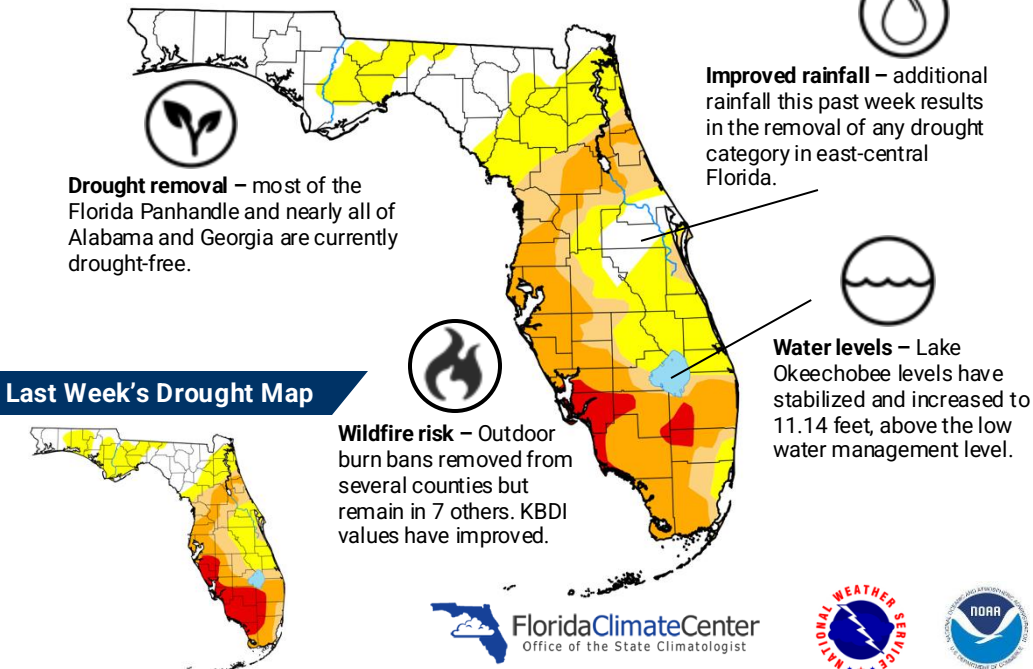 Improved rainfall – additional
rainfall this past week results
in the removal of any drought
category in east-central
Florida.
Drought removal – most of the
Florida Panhandle and nearly all of
Alabama and Georgia are currently
drought-free.
Water levels – Lake
Okeechobee levels have
stabilized and increased to
11.14 feet, above the low
water management level.
Last Week's Drought Map
Wildfire risk – Outdoor
burn bans removed from
several counties but
remain in 7 others. KBDI
values have improved.
FloridaClimateCenter
Office of the State Climatologist
NATIONAL WEATHER SERVICE
NOAA